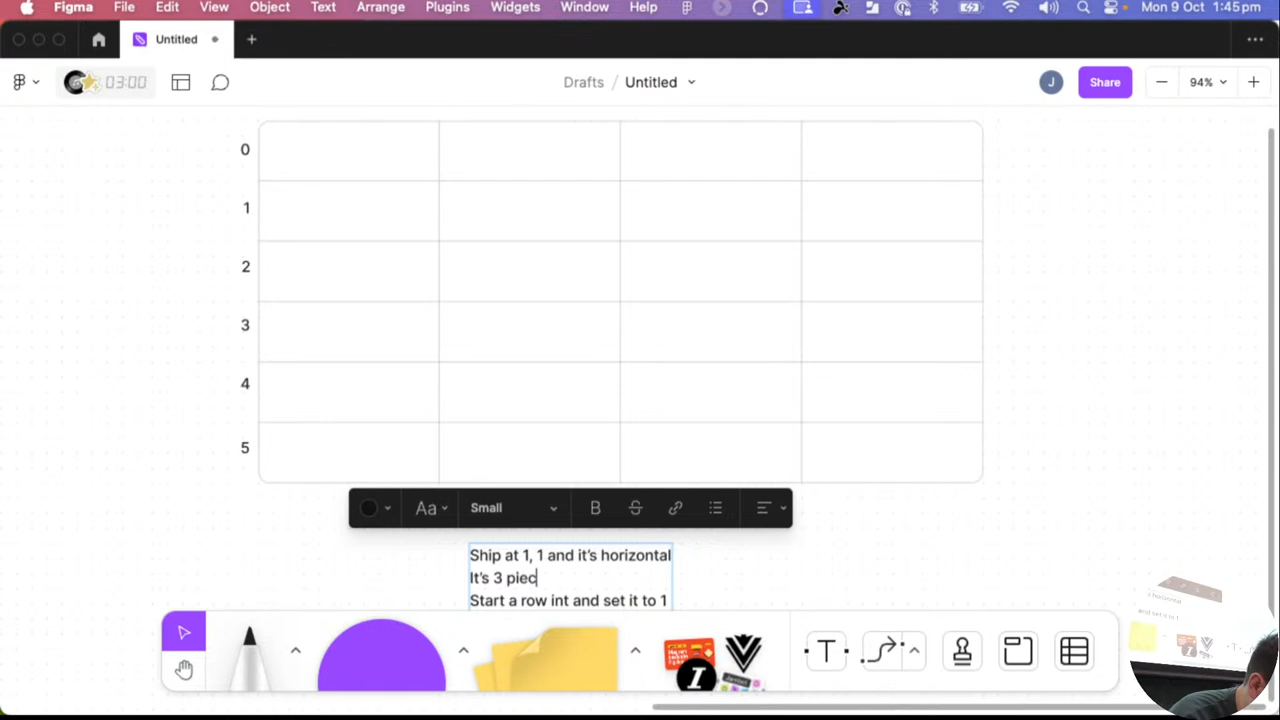 Figma File Edit View Object Text Arrange Plugins Widgets Window Help Mon 9 Oct 1:45pm
Untitled
03:00 Drafts / Untitled J Share 94%
0
1
2
3
4
5
Aa Small B S
Ship at 1, 1 and it's horizontal
It's 3 piec
Start a row int and set it to 1
T